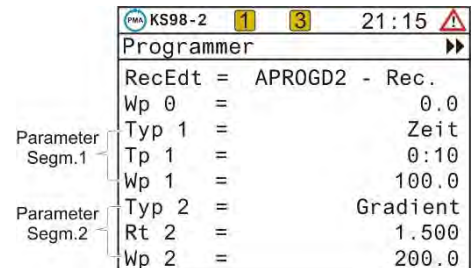 PMA KS98-2 1 3 21:15
Programmer
RecEdt = APROGD2 - Rec.
Wp 0 0.0
Parameter Segm.1
Typ 1 = Zeit
Tp 1 = 0:10
Wp 1 = 100.0
Parameter Segm.2
Typ 2 = Gradient
Rt 2 = 1.500
Wp 2 = 200.0